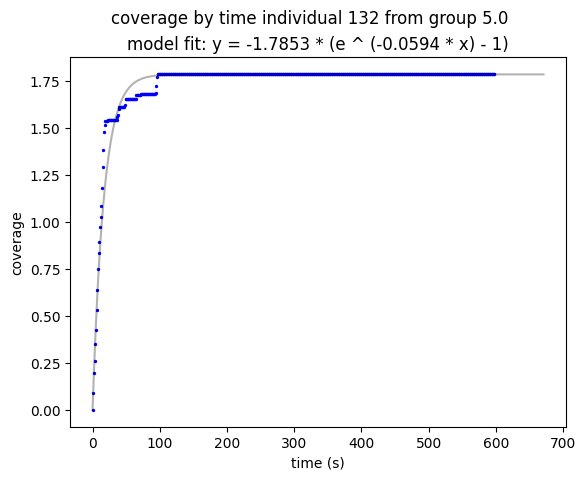 coverage by time individual 132 from group 5.0
model fit: y = -1.7853 * (e ^ (-0.0594 * x) - 1)
1.75
1.50
1.25
1.00
0.75
0.50
0.25
0.00
coverage
0 100 200 300 400 500 600 700
time (s)